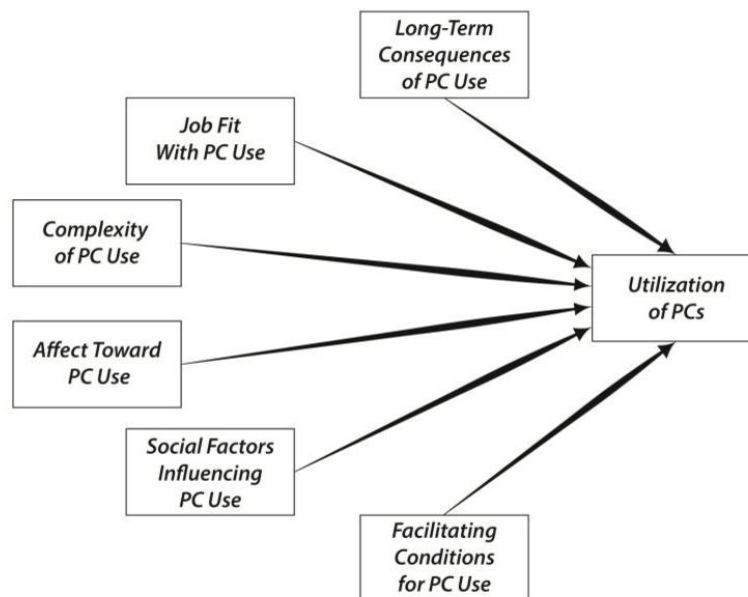 Long-Term
Consequences
of PC Use
Job Fit
With PC Use
Complexity
of PC Use
Utilization
of PCs
Affect Toward
PC Use
Social Factors
Influencing
PC Use
Facilitating
Conditions
for PC Use